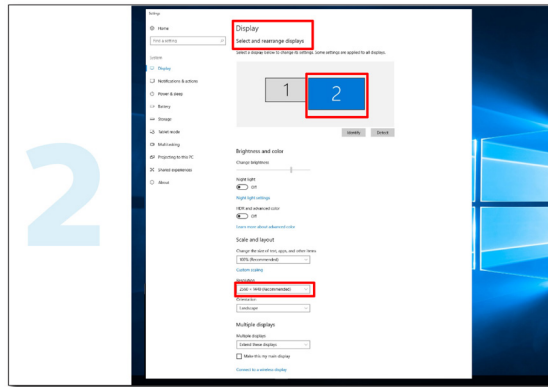 2
Settings
Home
Find a setting
System
Display
Notifications & actions
Power & sleep
Battery
Storage
Tablet mode
Multitasking
Projecting to this PC
Shared experiences
About
Display
Select and rearrange displays
Select a display below to change its settings. Some settings are applied to all displays.
1
2
Identify
Detect
Brightness and color
Change brightness
Night light
Off
Night light settings
HDR and advanced color
Off
Learn more about advanced color
Scale and layout
Change the size of text, apps, and other items
100% (Recommended)
Custom scaling
Resolution
(Recommended)
Orientation
Landscape
Multiple displays
Multiple displays
Extend these displays
Make this my main display
Connect to a wireless display